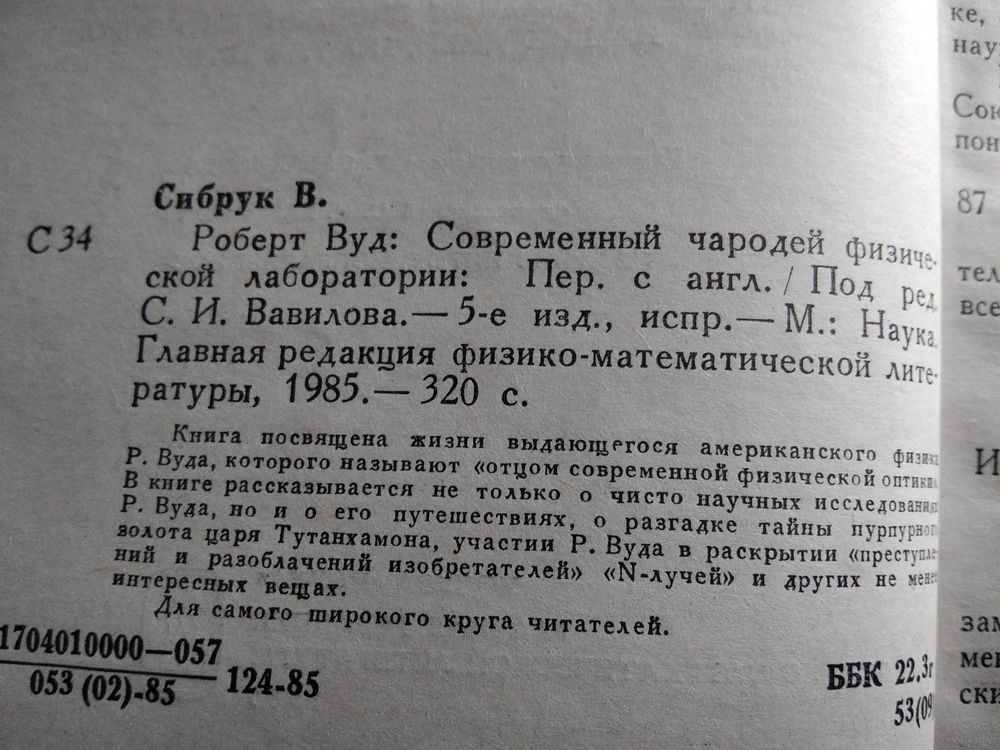 Сибрук В.
С 34 Роберт Вуд: Современный чародей физиче-
ской лаборатории: Пер. с англ. / Под ред.
С. И. Вавилова.— 5-е изд., испр.— М.: Наука.
Главная редакция физико-математической лите-
ратуры, 1985.— 320 с.
Книга посвящена жизни выдающегося американского физика
Р. Вуда, которого называют «отцом современной физической оптики».
В книге рассказывается не только о чисто научных исследованиях
Р. Вуда, но и о его путешествиях, о разгадке тайны пурпурного
золота царя Тутанхамона, участии Р. Вуда в раскрытии «преступле-
ний и разоблачений изобретателей» «N-лучей» и других не менее
интересных вещах.
Для самого широкого круга читателей.
1704010000—057
053 (02)-85
124-85
ББК 22.3г
53(09)
ке,
нау
Сою
пон
87
тел
все
И
зам
мен
ски